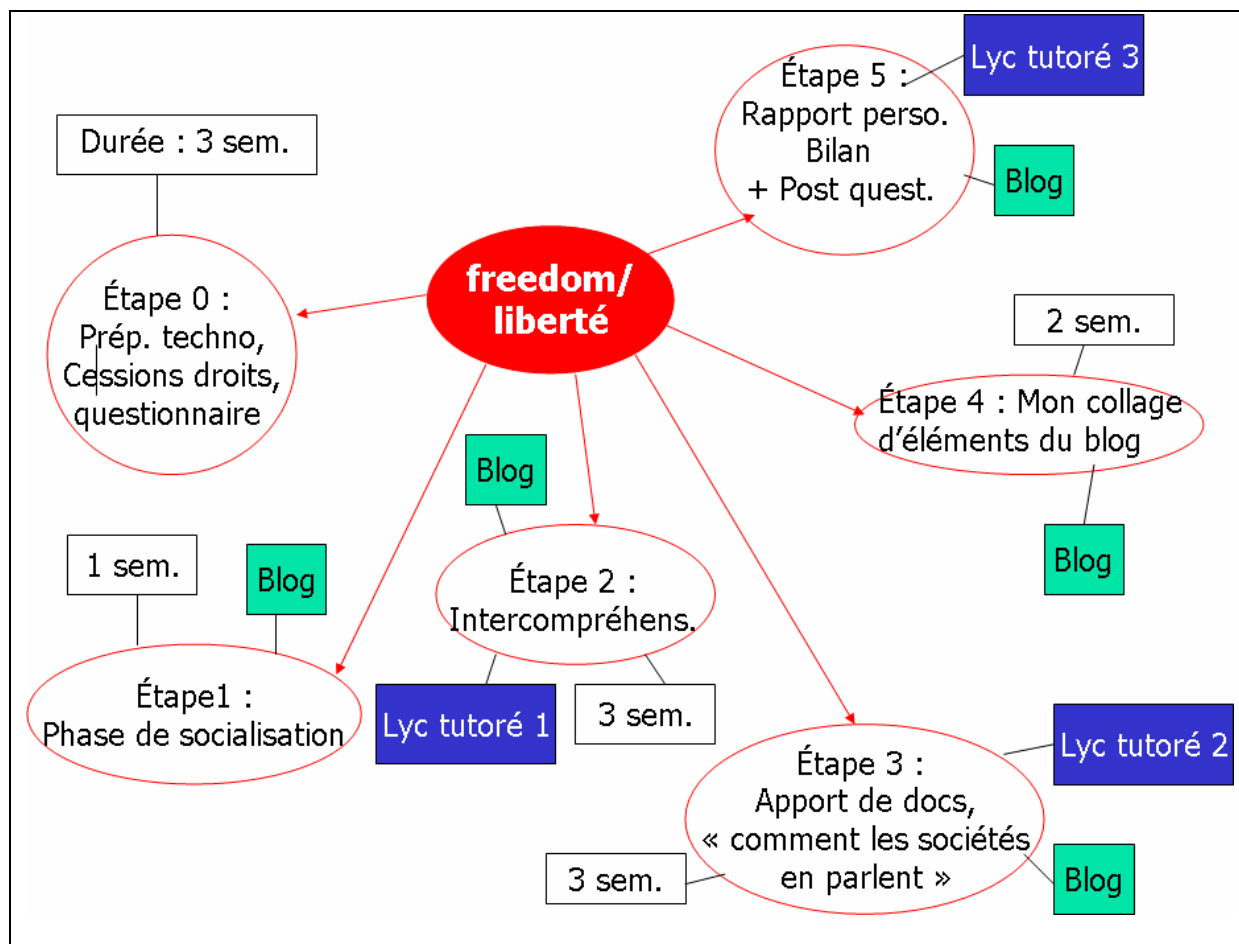 freedom/
liberté
Durée : 3 sem.
Étape 0 :
Prép. techno,
Cessions droits,
questionnaire
1 sem.
Blog
Étape1 :
Phase de socialisation
Blog
Étape 2 :
Intercompréhens.
Lyc tutoré 1
3 sem.
Étape 3 :
Apport de docs,
« comment les sociétés
en parlent »
Lyc tutoré 2
3 sem.
Blog
2 sem.
Étape 4 : Mon collage
d'éléments du blog
Blog
Lyc tutoré 3
Étape 5 :
Rapport perso.
Bilan
+ Post quest.
Blog